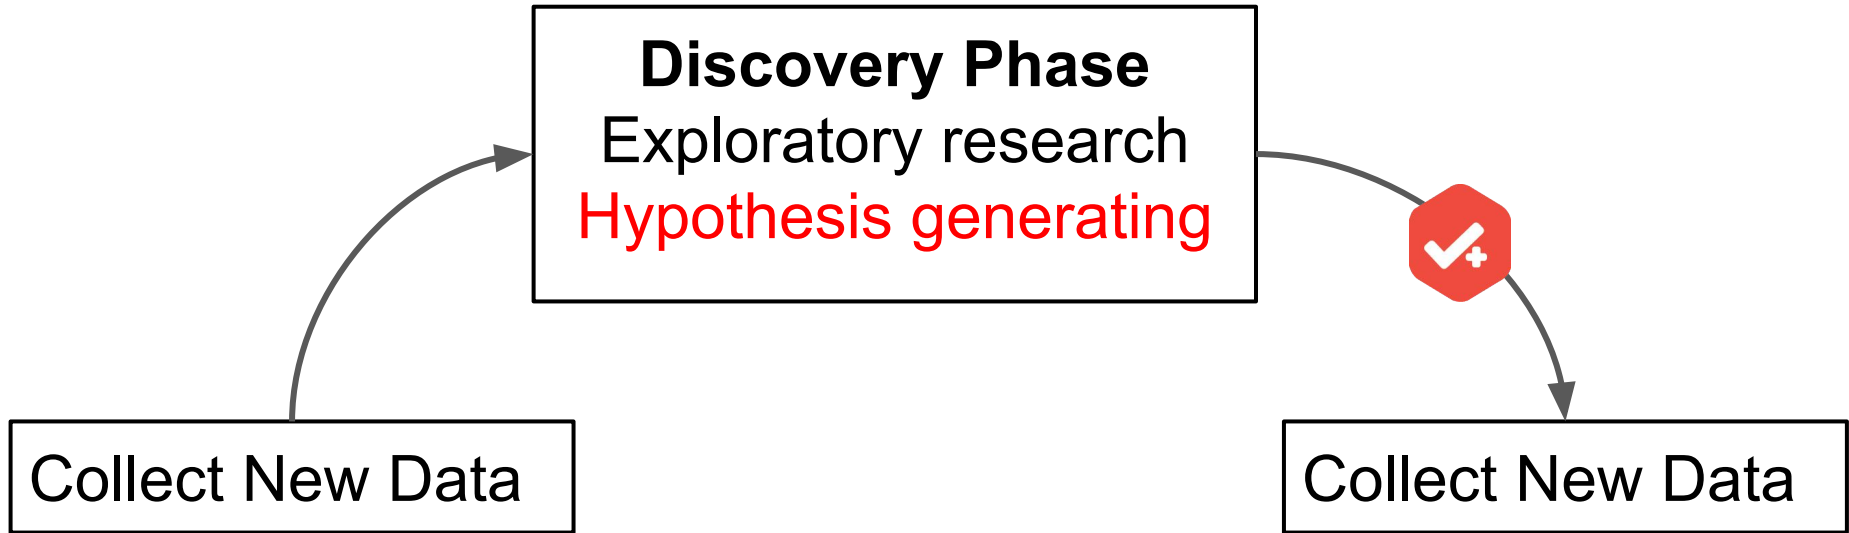 Discovery Phase
Exploratory research
Hypothesis generating
Collect New Data
Collect New Data